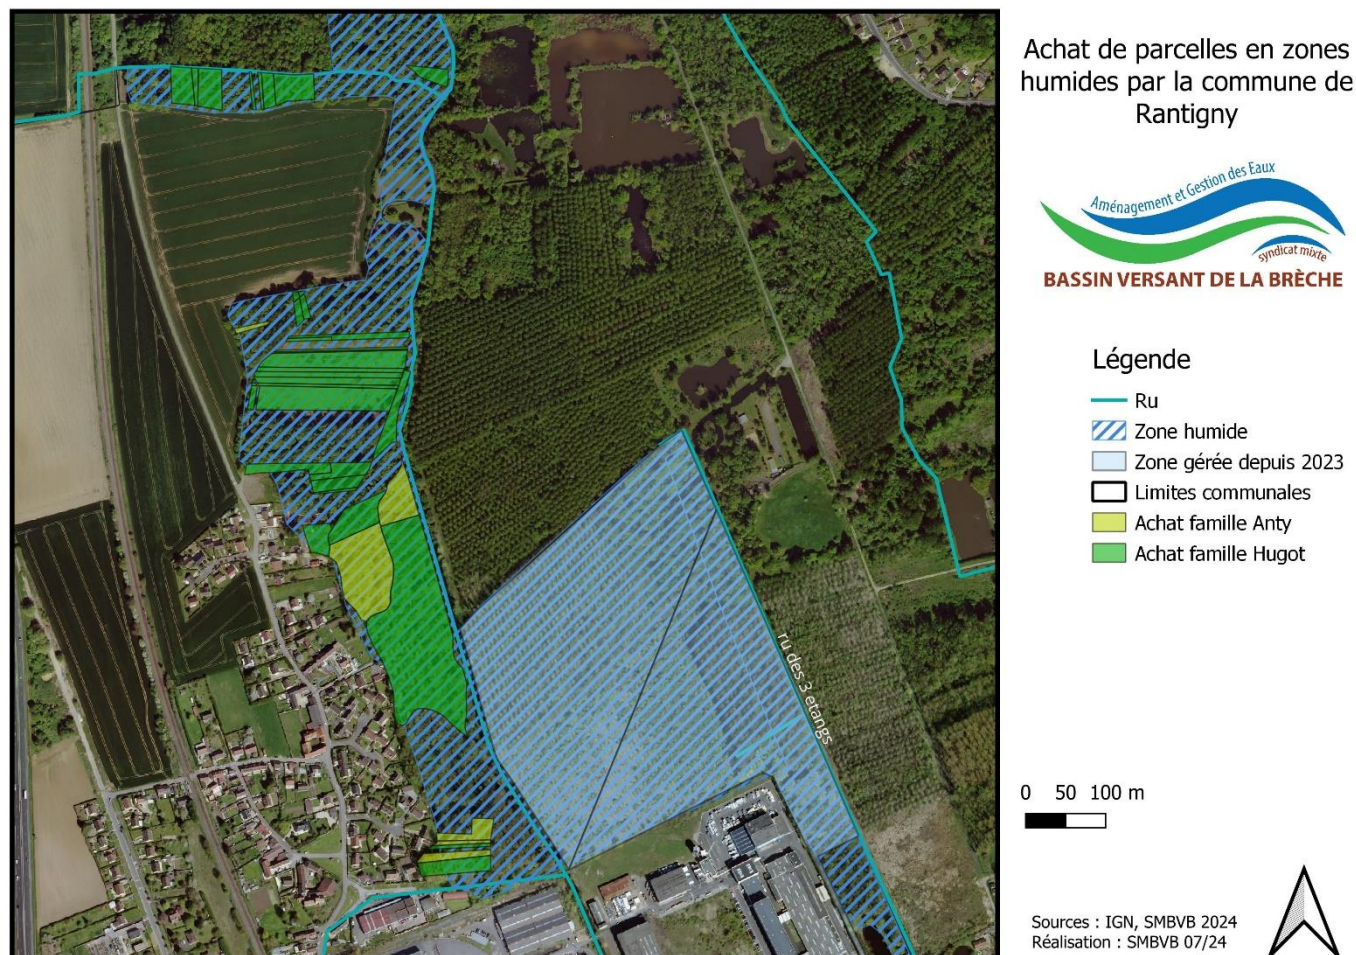 Achat de parcelles en zones
humides par la commune de
Rantigny
Aménagement et Gestion des Eaux
syndicat mixte
BASSIN VERSANT DE LA BRÈCHE
Légende
Ru
Zone humide
Zone gérée depuis 2023
Limites communales
Achat famille Anty
Achat famille Hugot
ru des 3 etangs
0 50 100 m
Sources : IGN, SMBVB 2024
Réalisation : SMBVB 07/24